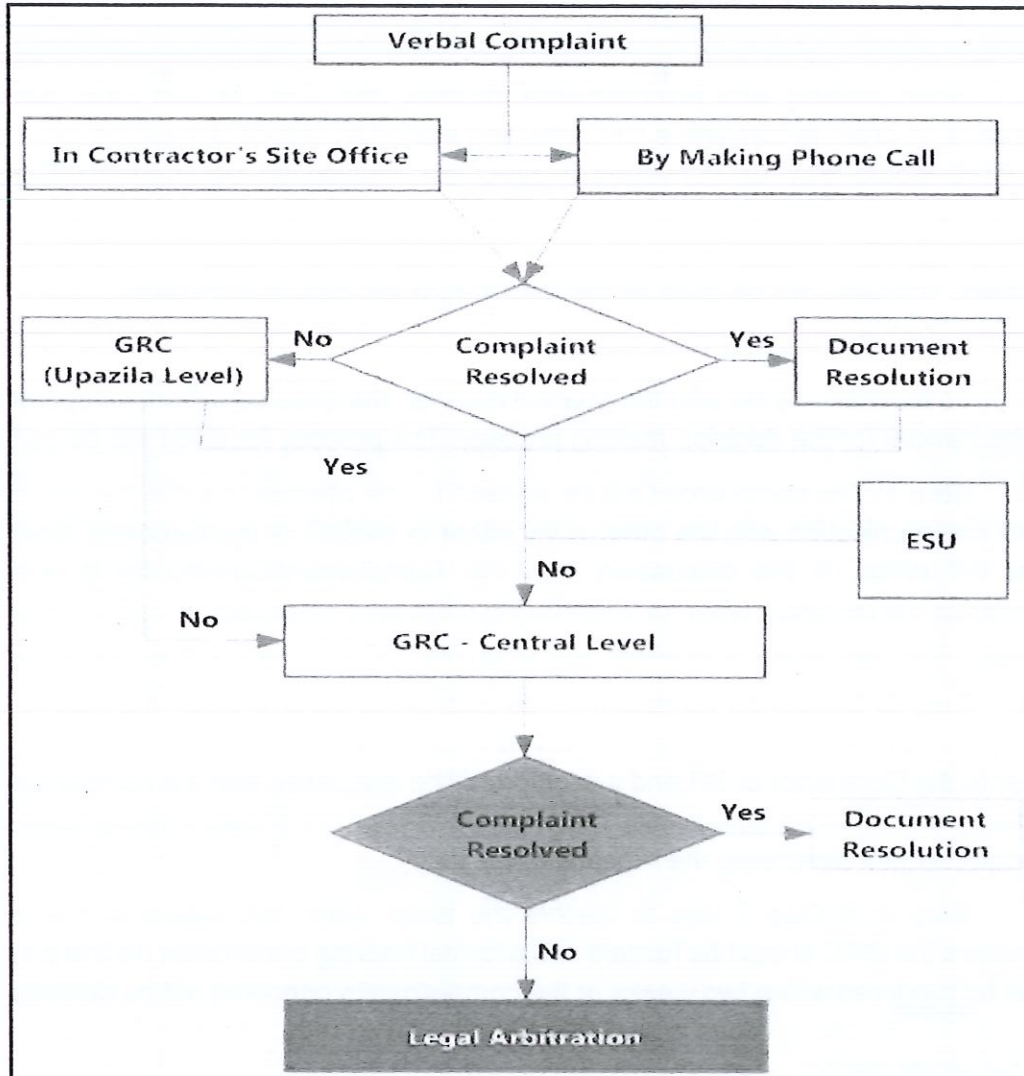 Verbal Complaint
In Contractor's Site Office
By Making Phone Call
No
Yes
GRC
(Upazila Level)
Complaint
Resolved
Document
Resolution
Yes
ESU
No
No
GRC - Central Level
Complaint
Resolved
Yes
Document
Resolution
No
Legal Arbitration